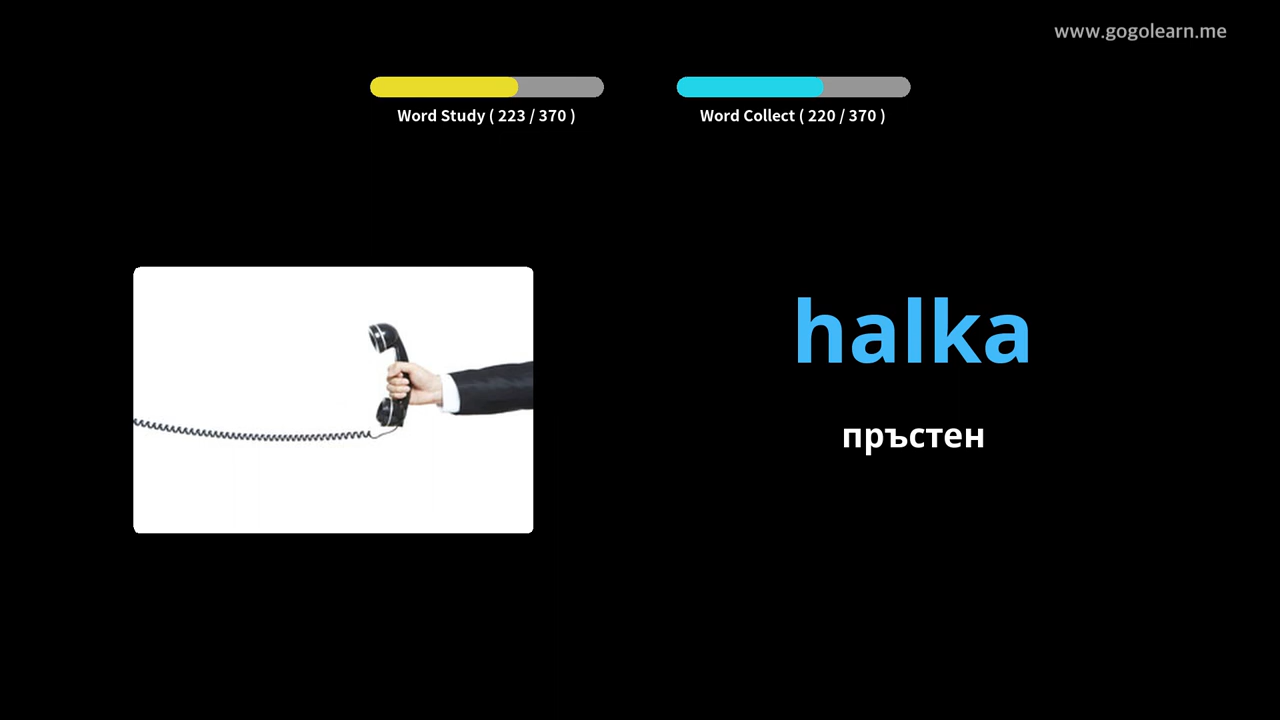 www.gogolearn.me
Word Study ( 223 / 370 )
Word Collect ( 220 / 370 )
halka
пръстен